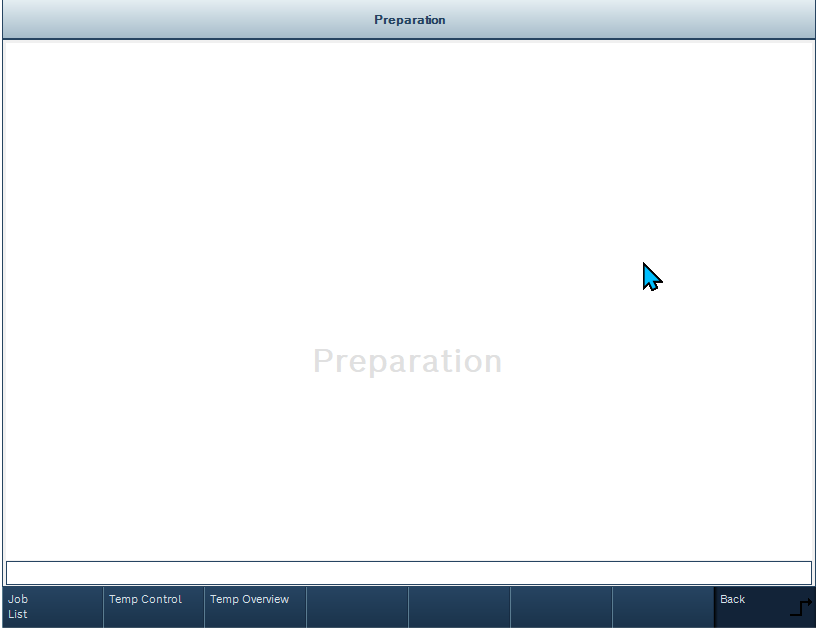 Preparation
Preparation
Job
List
Temp Control
Temp Overview
Back